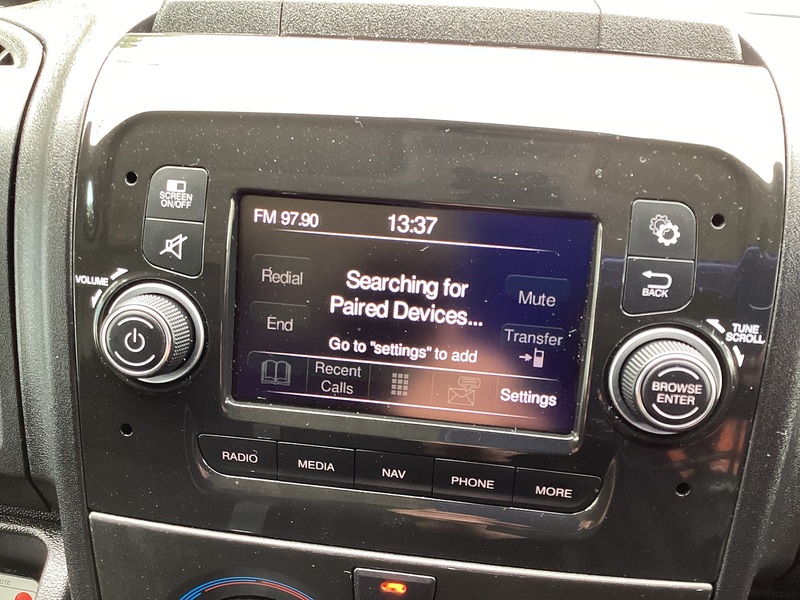 SCREEN
ON/OFF
VOLUME
FM 97.90
13:37
Redial
Searching for
Paired Devices...
Mute
End
Go to "settings" to add
Transfer
Recent
Calls
Settings
BACK
TUNE
SCROLL
BROWSE
ENTER
RADIO
MEDIA
NAV
PHONE
MORE